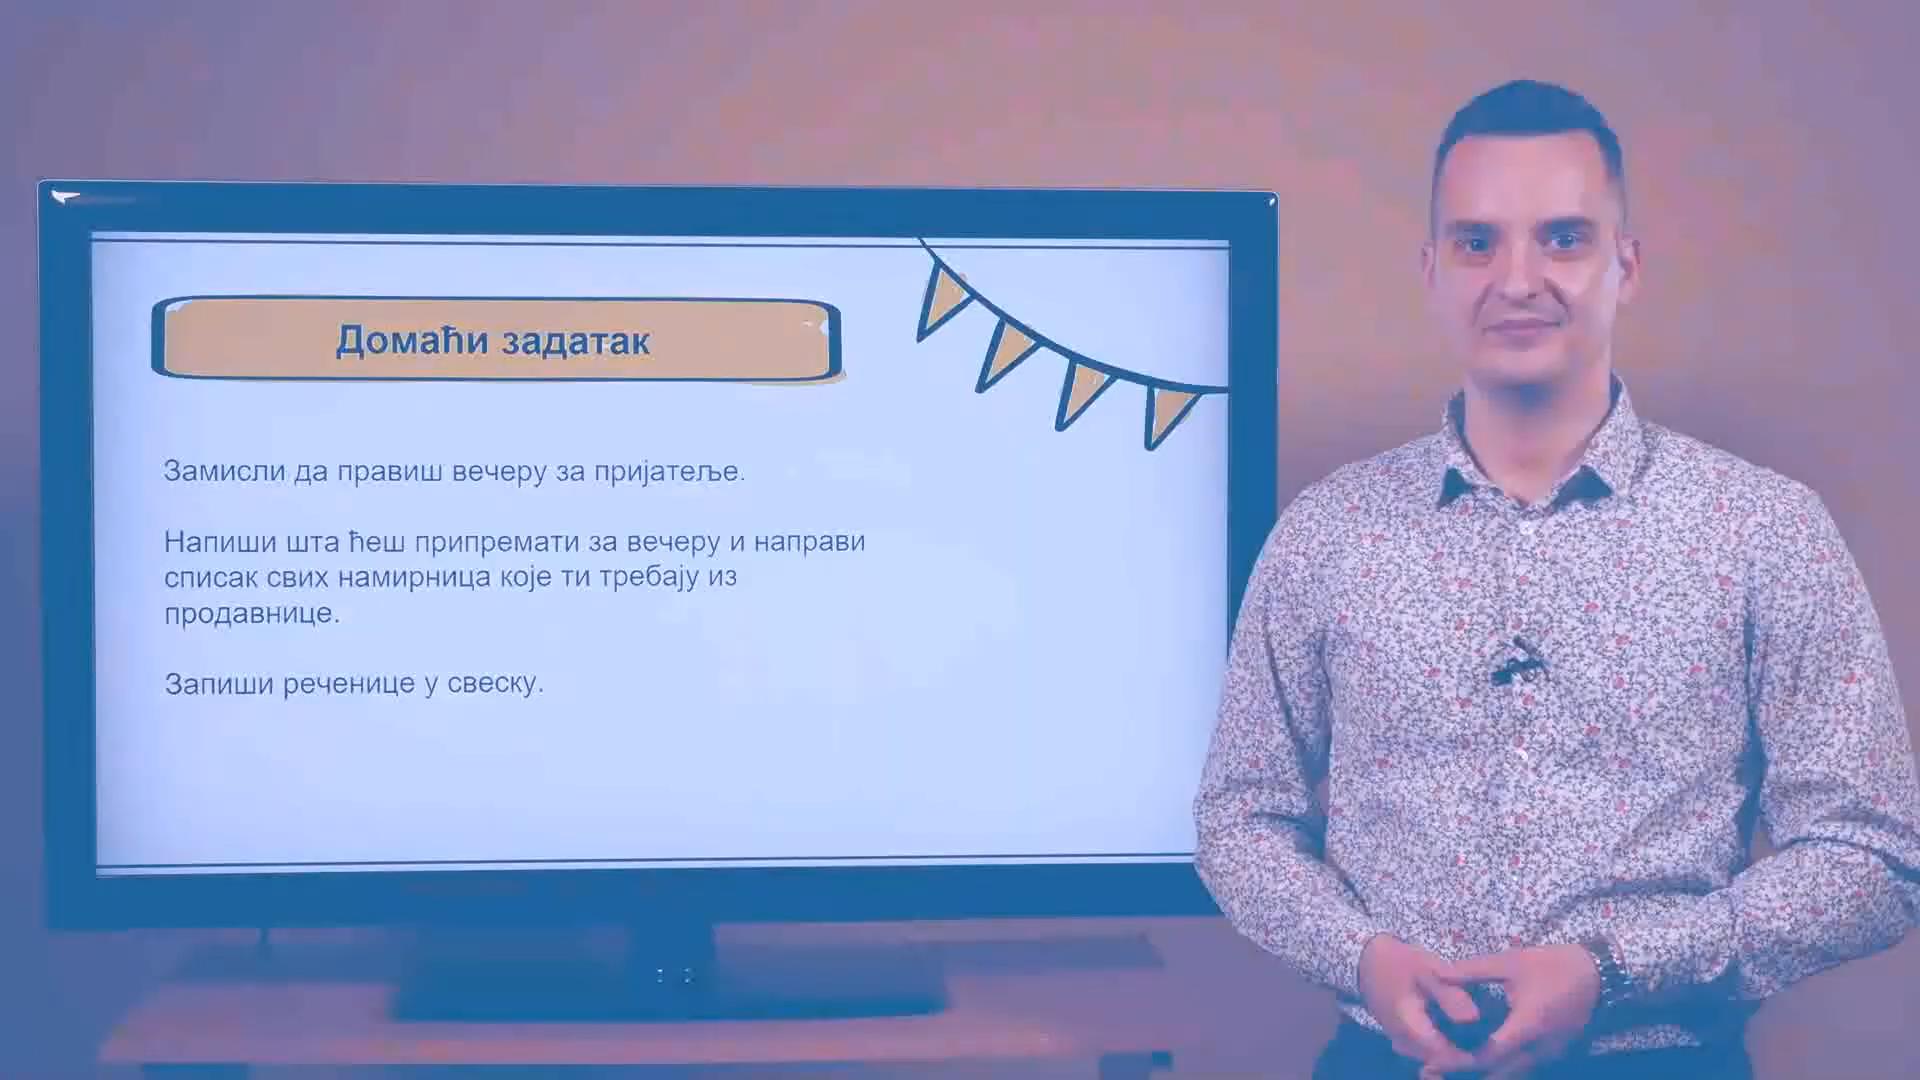 Домаћи задатак
Замисли да правиш вечеру за пријатеље.
Напиши шта ћеш припремати за вечеру и направи
списак свих намирница које ти требају из
продавнице.
Запиши реченице у свеску.